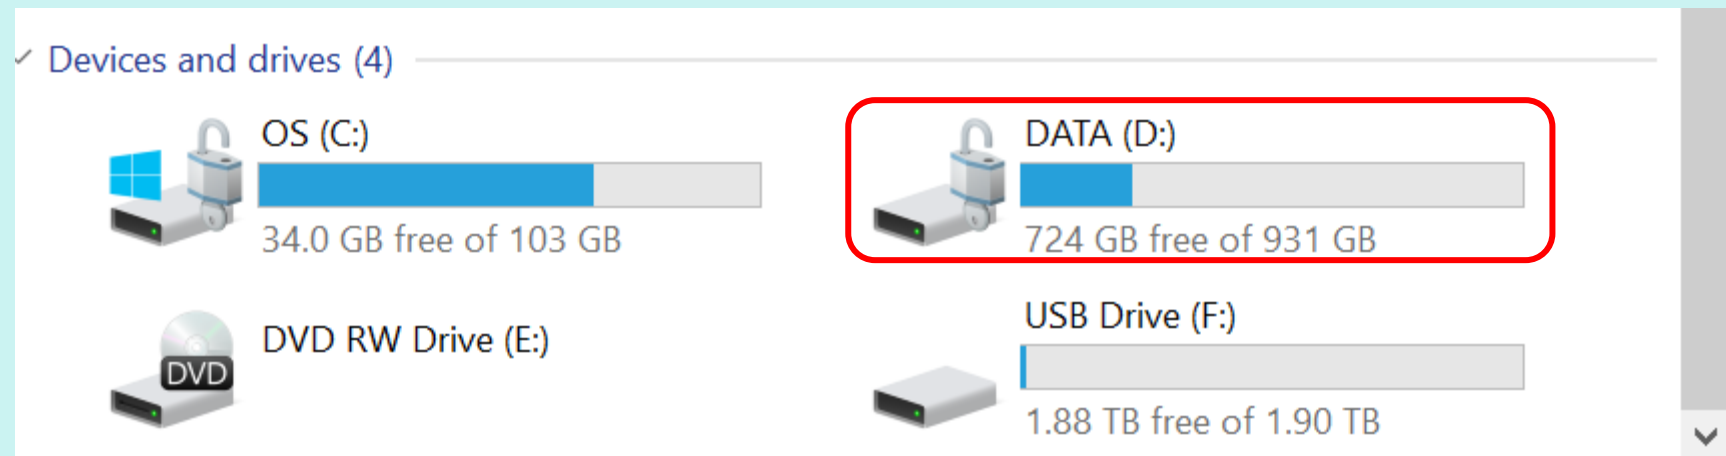 Devices and drives (4)
OS (C:)
34.0 GB free of 103 GB
DATA (D:)
724 GB free of 931 GB
DVD RW Drive (E:)
DVD
USB Drive (F:)
1.88 TB free of 1.90 TB